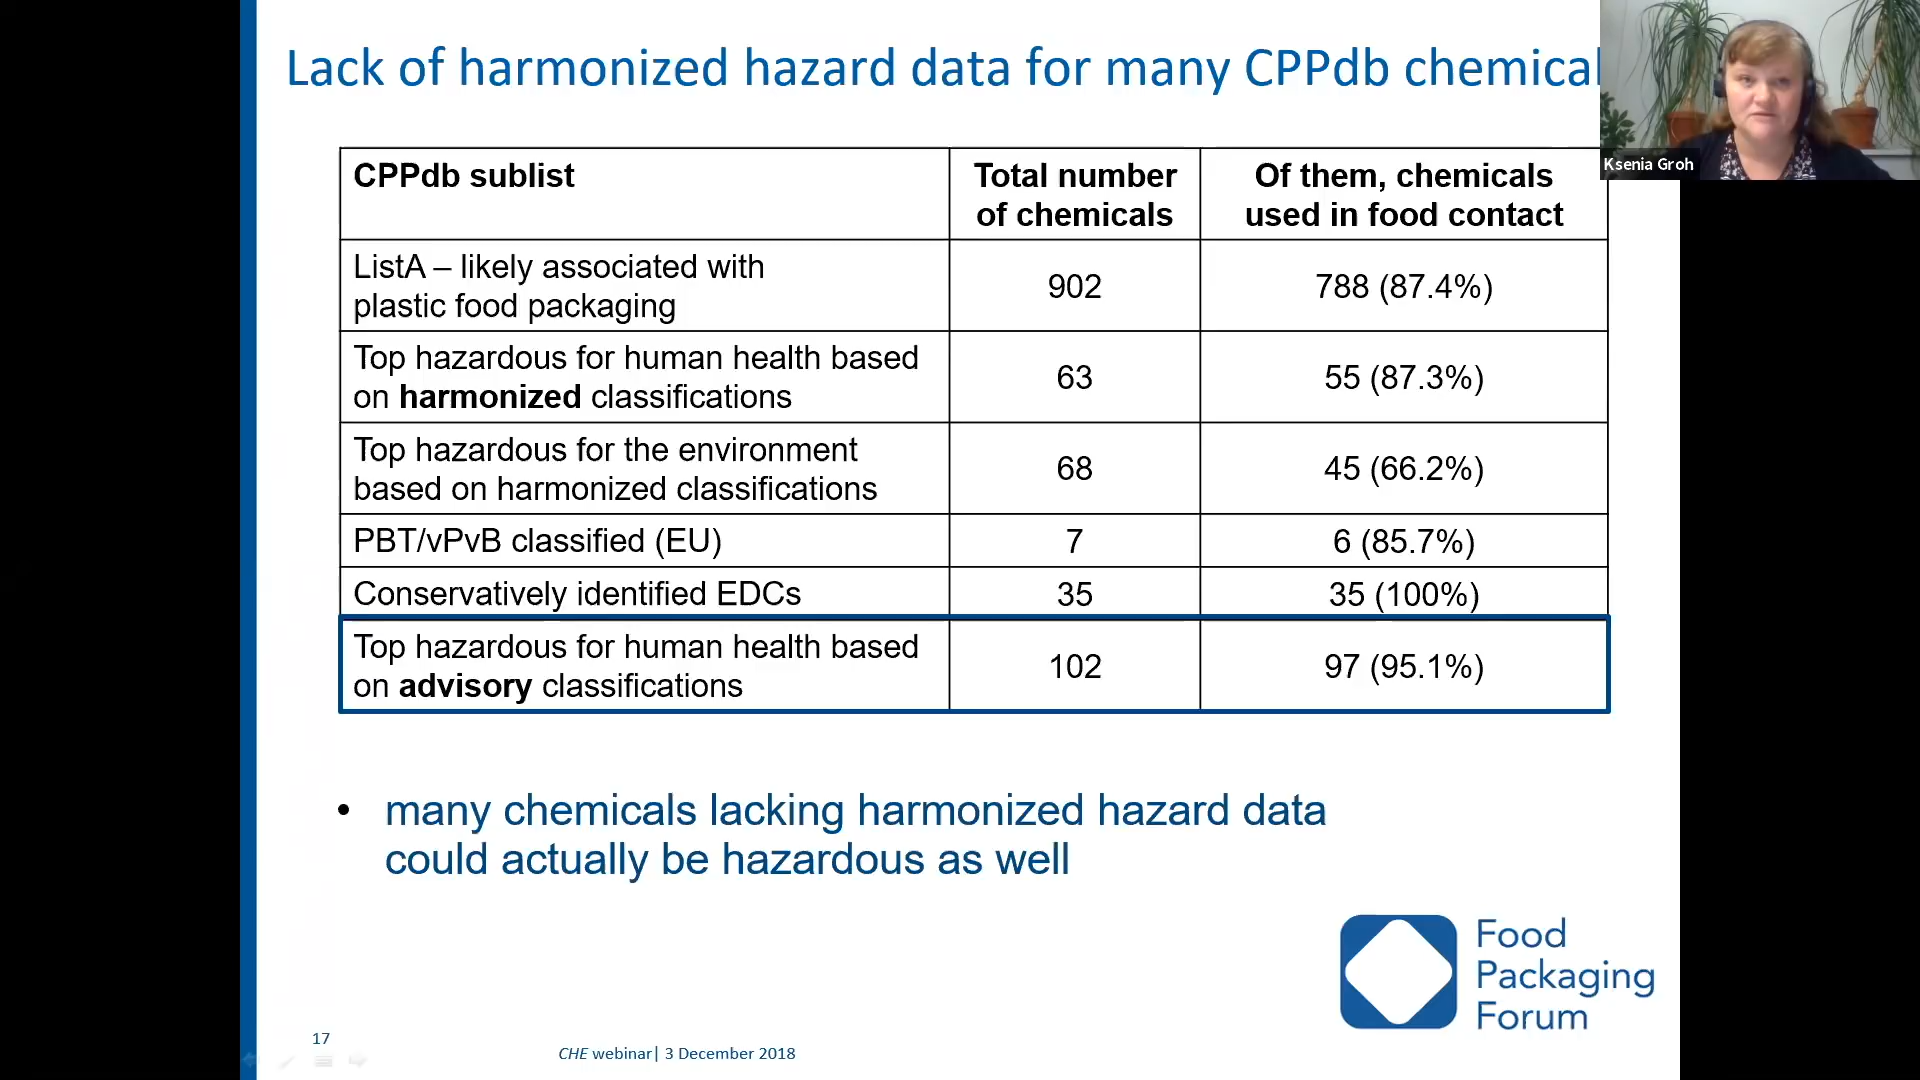 Lack of harmonized hazard data for many CPPdb chemical
Ksenia Groh
CPPdb sublist
Total number
of chemicals
Of them, chemicals
used in food contact
ListA – likely associated with
plastic food packaging
902
788 (87.4%)
Top hazardous for human health based
on harmonized classifications
63
55 (87.3%)
Top hazardous for the environment
based on harmonized classifications
68
45 (66.2%)
PBT/vPvB classified (EU)
7
6 (85.7%)
Conservatively identified EDCs
35
35 (100%)
Top hazardous for human health based
on advisory classifications
102
97 (95.1%)
• many chemicals lacking harmonized hazard data
could actually be hazardous as well
Food
Packaging
Forum
17
CHE webinar| 3 December 2018